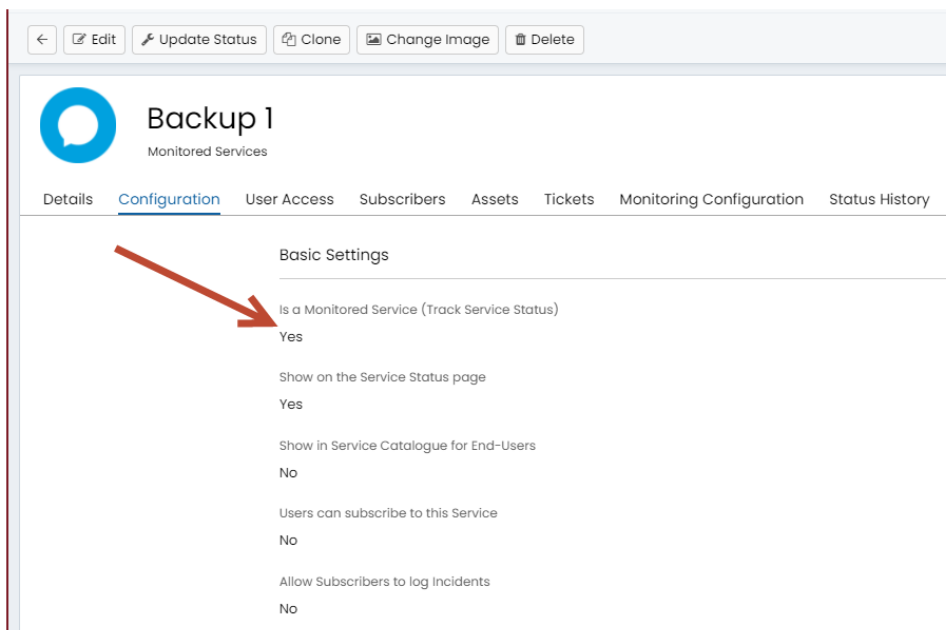 Edit Update Status Clone Change Image Delete
Backup 1
Monitored Services
Details Configuration User Access Subscribers Assets Tickets Monitoring Configuration Status History
Basic Settings
Is a Monitored Service (Track Service Status)
Yes
Show on the Service Status page
Yes
Show in Service Catalogue for End-Users
No
Users can subscribe to this Service
No
Allow Subscribers to log Incidents
No